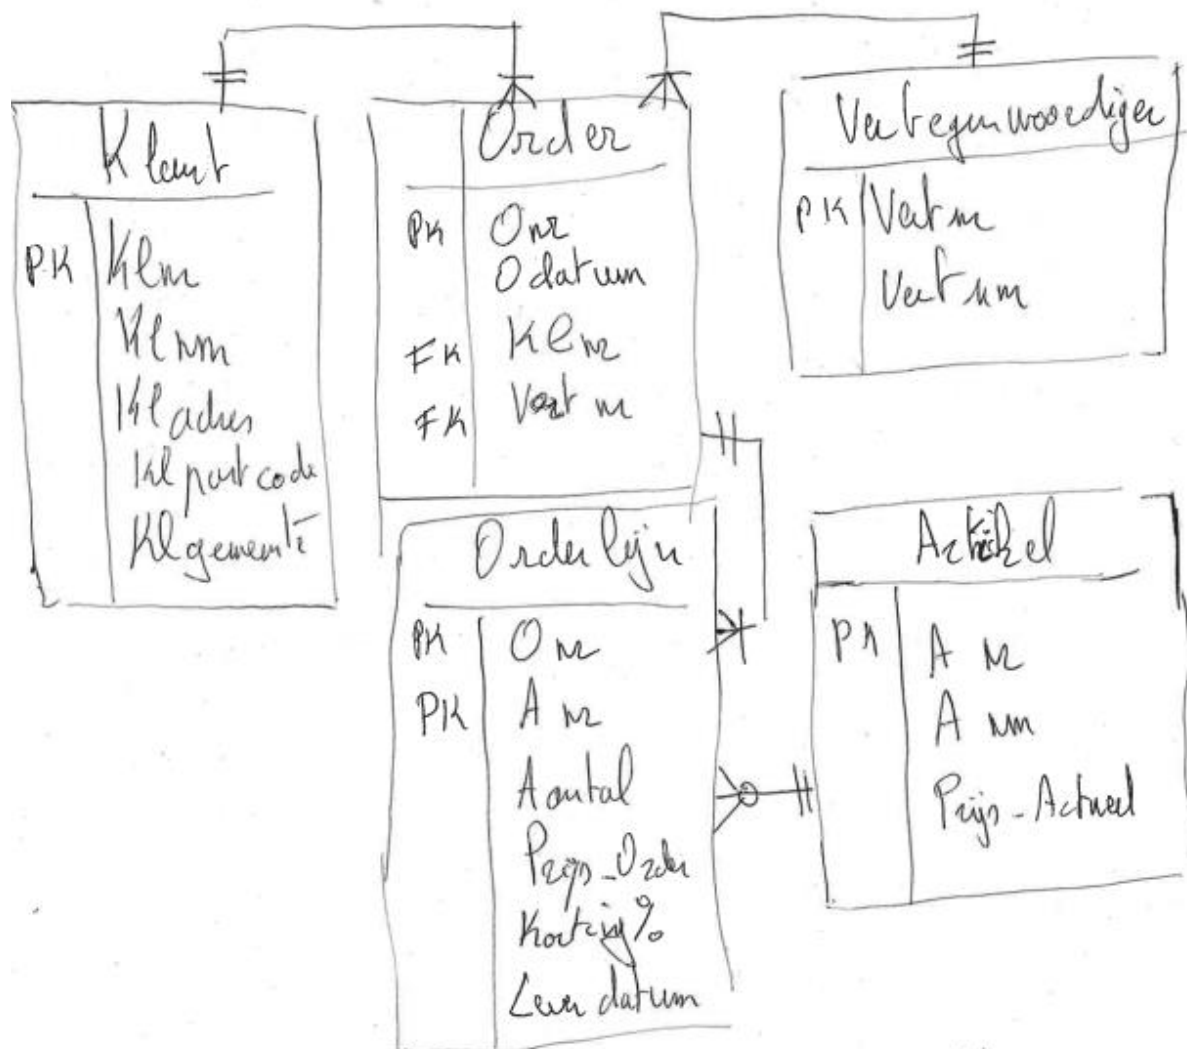 Klant
PK Klnr
Klnm
Kladres
Klpostcode
Klgemeente
Order
PK Onr
Odatum
FK Klnr
FK Vertnr
Vertegenwoordiger
PK Vertnr
Vertnm
Orderlijn
PK Onr
PK Anr
Aantal
Prijs_Order
Korting%
Leverdatum
Artikel
PK Anr
Anm
Prijs_Actueel